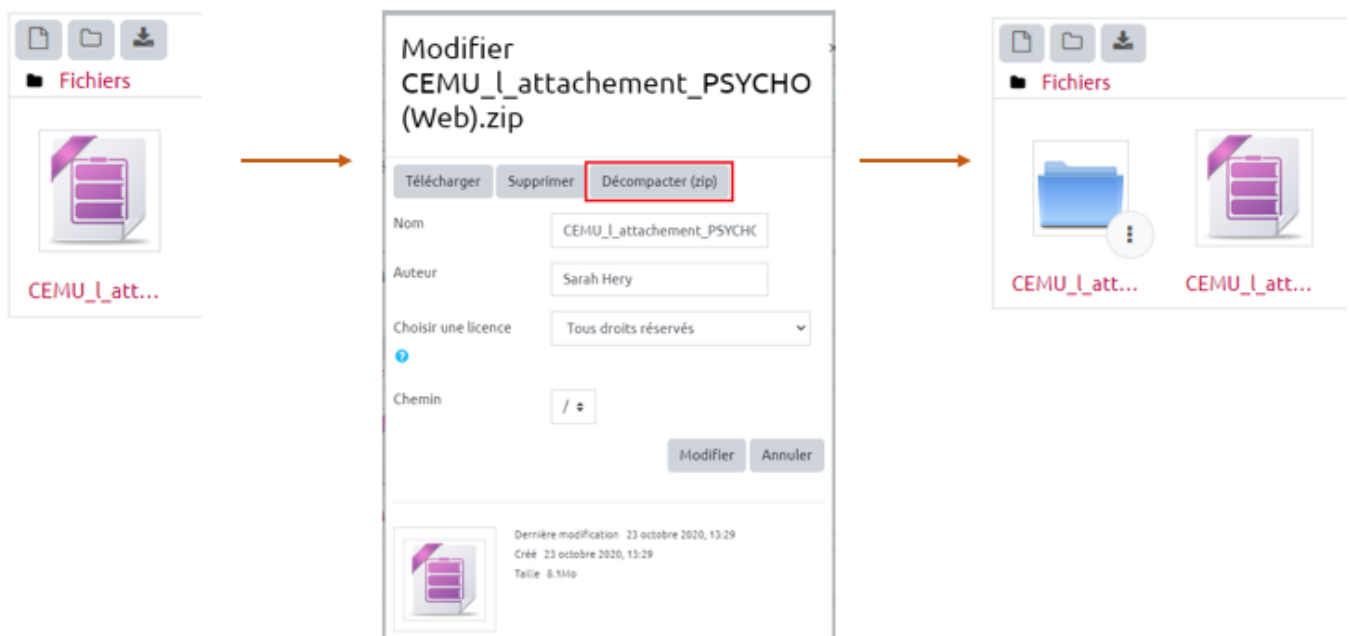 Fichiers
CEMU_l_att...
Modifier
CEMU_l_attachement_PSYCHO
(Web).zip
×
Télécharger Supprimer Décompacter (zip)
Nom CEMU_l_attachement_PSYCHO
Auteur Sarah Hery
Choisir une licence Tous droits réservés
?
Chemin /
Modifier Annuler
Dernière modification 23 octobre 2020, 13:29
Créé 23 octobre 2020, 13:29
Taille 8.1Mo
Fichiers
CEMU_l_att... CEMU_l_att...